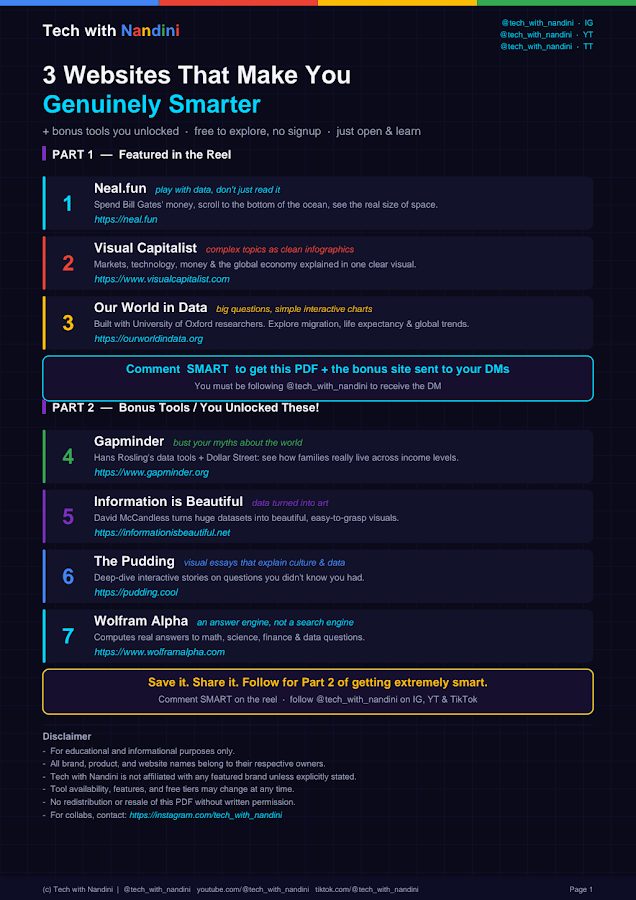 Tech with Nandini
@tech_with_nandini · IG
@tech_with_nandini · YT
@tech_with_nandini · TT
3 Websites That Make You
Genuinely Smarter
+ bonus tools you unlocked · free to explore, no signup · just open & learn
PART 1 — Featured in the Reel
1
Neal.fun play with data, don't just read it
Spend Bill Gates' money, scroll to the bottom of the ocean, see the real size of space.
https://neal.fun
2
Visual Capitalist complex topics as clean infographics
Markets, technology, money & the global economy explained in one clear visual.
https://www.visualcapitalist.com
3
Our World in Data big questions, simple interactive charts
Built with University of Oxford researchers. Explore migration, life expectancy & global trends.
https://ourworldindata.org
Comment SMART to get this PDF + the bonus site sent to your DMs
You must be following @tech_with_nandini to receive the DM
PART 2 — Bonus Tools / You Unlocked These!
4
Gapminder bust your myths about the world
Hans Rosling's data tools + Dollar Street: see how families really live across income levels.
https://www.gapminder.org
5
Information is Beautiful data turned into art
David McCandless turns huge datasets into beautiful, easy-to-grasp visuals.
https://informationisbeautiful.net
6
The Pudding visual essays that explain culture & data
Deep-dive interactive stories on questions you didn't know you had.
https://pudding.cool
7
Wolfram Alpha an answer engine, not a search engine
Computes real answers to math, science, finance & data questions.
https://www.wolframalpha.com
Save it. Share it. Follow for Part 2 of getting extremely smart.
Comment SMART on the reel · follow @tech_with_nandini on IG, YT & TikTok
Disclaimer
- For educational and informational purposes only.
- All brand, product, and website names belong to their respective owners.
- Tech with Nandini is not affiliated with any featured brand unless explicitly stated.
- Tool availability, features, and free tiers may change at any time.
- No redistribution or resale of this PDF without written permission.
- For collabs, contact: https://instagram.com/tech_with_nandini
(c) Tech with Nandini | @tech_with_nandini youtube.com/@tech_with_nandini tiktok.com/@tech_with_nandini
Page 1